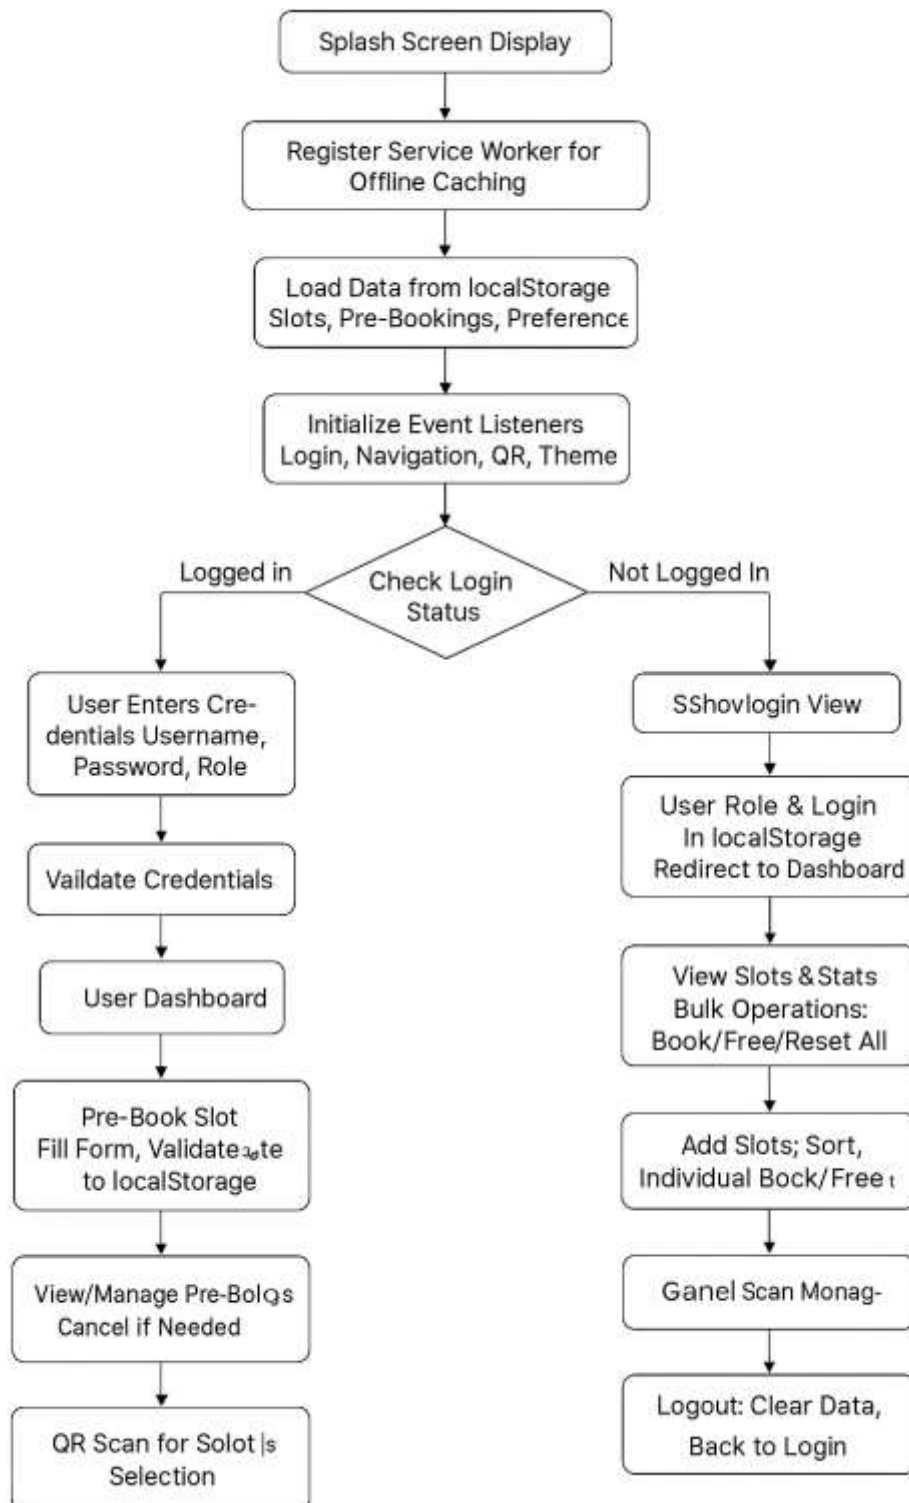 Splash Screen Display
Register Service Worker for
Offline Caching
Load Data from localStorage
Slots, Pre-Bookings, Preference
Initialize Event Listeners
Login, Navigation, QR, Theme
Logged in
Check Login
Status
Not Logged In
User Enters Cre-
dentials Username,
Password, Role
Vaildate Credentials
User Dashboard
Pre-Book Slot
Fill Form, Validate
to localStorage
View/Manage
Cancel if Needed
QR Scan for Solot
Selection
SShovlogin View
User Role & Login
In localStorage
Redirect to Dashboard
View Slots & Stats
Bulk Operations:
Book/Free/Reset All
Add Slots; Sort,
Individual Bock/Free
Ganel Scan Monag-
Logout: Clear Data,
Back to Login